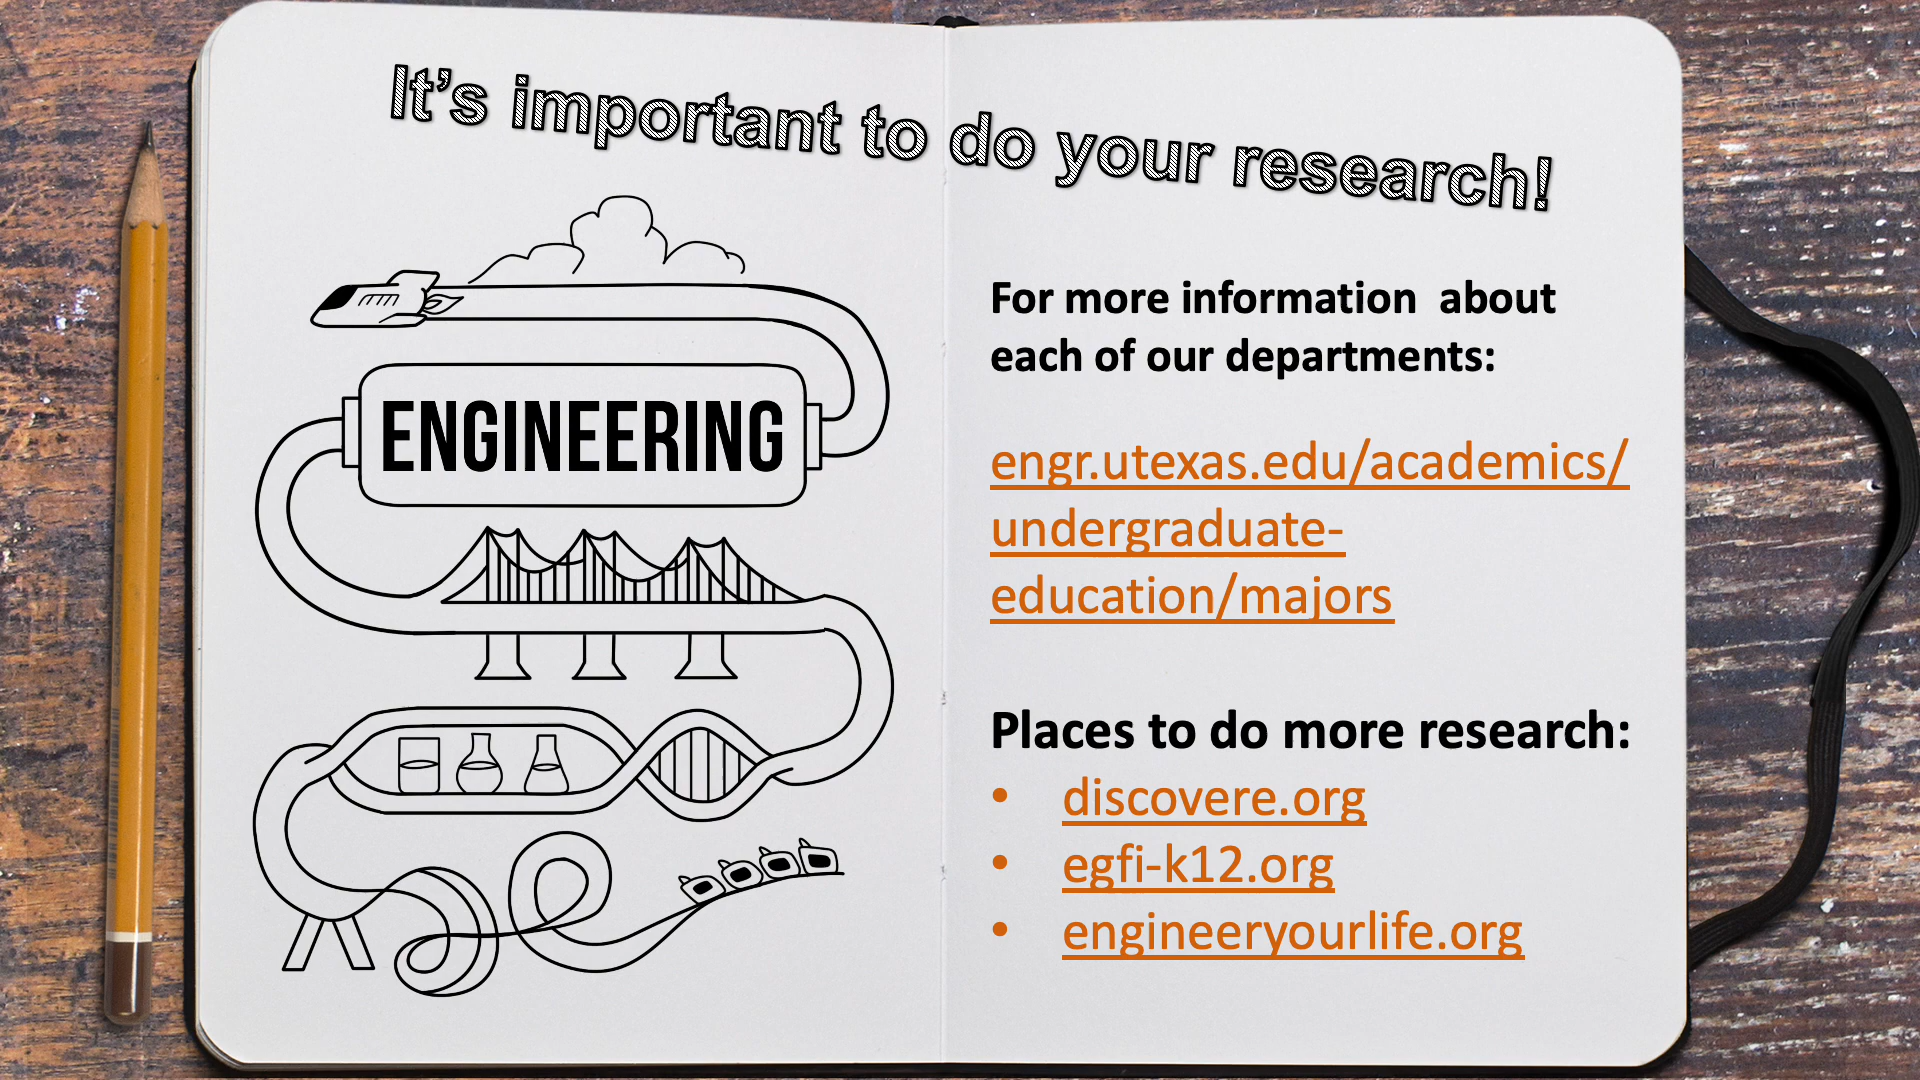 It's important to do your research!
ENGINEERING
For more information  about
each of our departments:
engr.utexas.edu/academics/
undergraduate-
education/majors
Places to do more research:
• discovere.org
• egfi-k12.org
• engineeryourlife.org